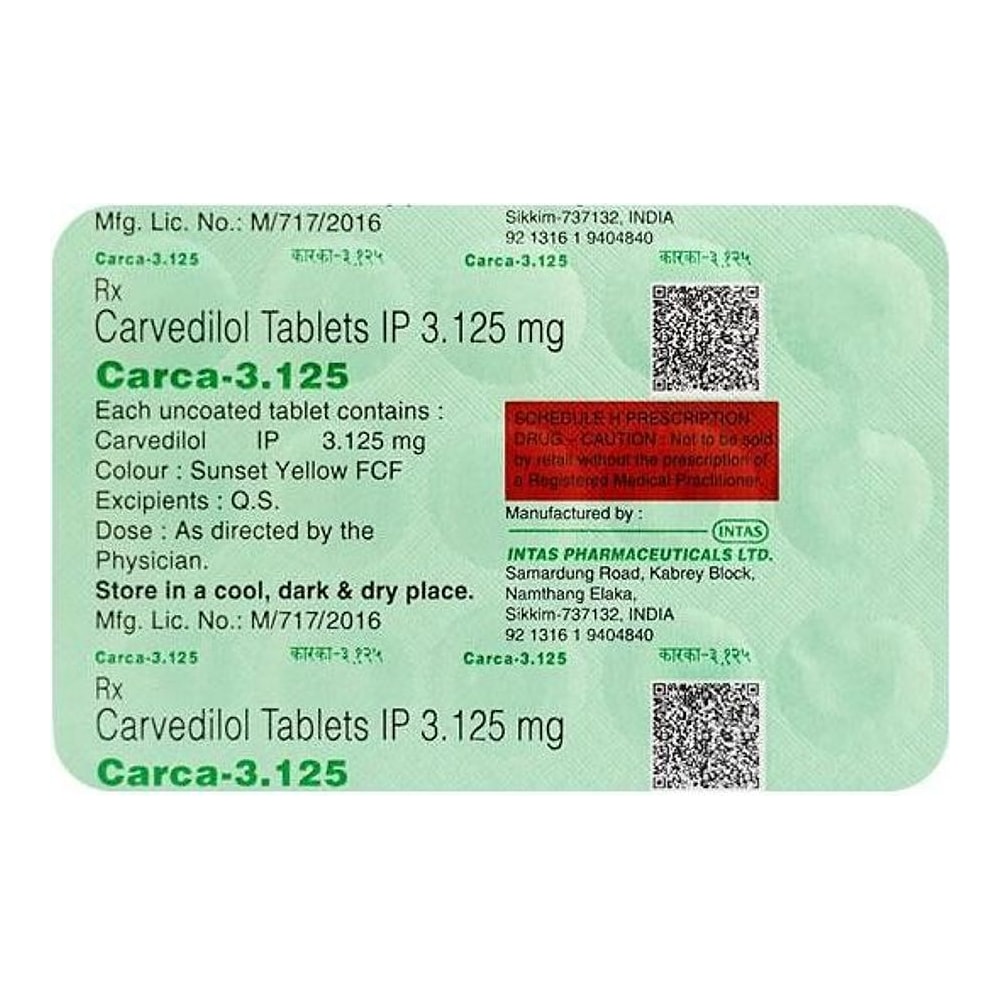 Mfg. Lic. No.: M/717/2016
Sikkim-737132, INDIA
92 1316 1 9404840
Carca-3.125 कारका-३.१२५ Carca-3.125 कारका-३.१२५
Rx
Carvedilol Tablets IP 3.125 mg
Carca-3.125
Each uncoated tablet contains :
Carvedilol IP 3.125 mg
Colour : Sunset Yellow FCF
Excipients : Q.S.
Dose : As directed by the
Physician.
Store in a cool, dark & dry place.
Mfg. Lic. No.: M/717/2016
SCHEDULE H PRESCRIPTION
DRUG - CAUTION : Not to be sold
by retail without the prescription of
a Registered Medical Practitioner.
Manufactured by :
INTAS
INTAS PHARMACEUTICALS LTD.
Samardung Road, Kabrey Block,
Namthang Elaka,
Sikkim-737132, INDIA
92 1316 1 9404840
Carca-3.125 कारका-३.१२५ Carca-3.125 कारका-३.१२५
Rx
Carvedilol Tablets IP 3.125 mg
Carca-3.125